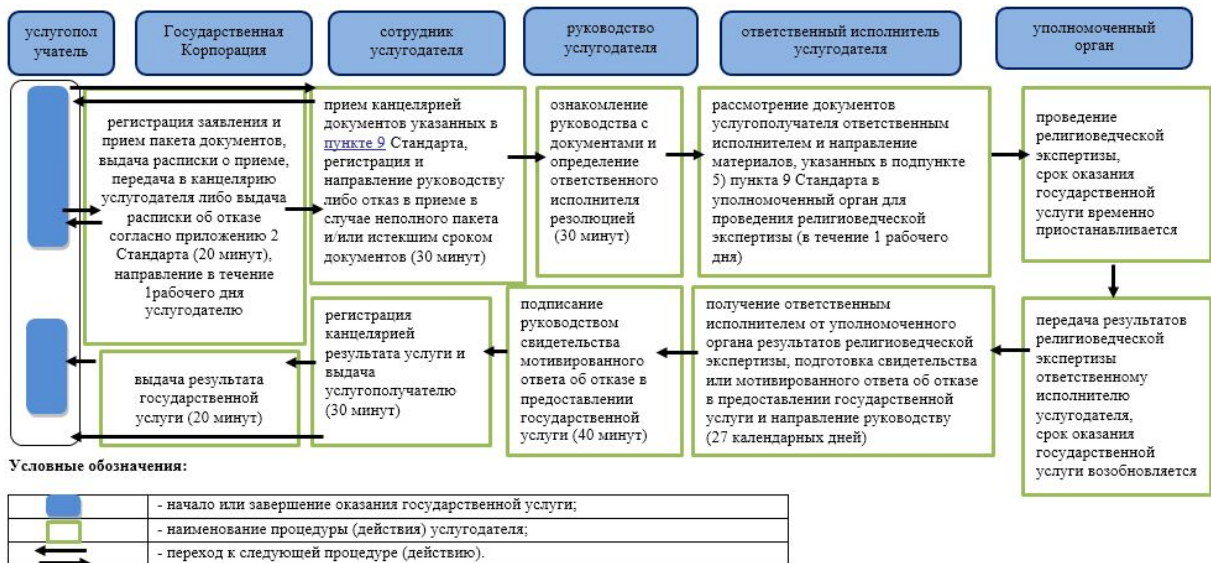 услугопол
учатель
Государственная
Корпорация
сотрудник
услугодателя
руководство
услугодателя
ответственный исполнитель
услугодателя
уполномоченный
орган
регистрация заявления и
прием пакета документов,
выдача расписки о приеме,
передача в канцелярию
услугодателя либо выдача
расписки об отказе
согласно приложению 2
Стандарта (20 минут),
направление в течение
1рабочего дня
услугодателю
прием канцелярией
документов указанных в
пункте 9 Стандарта,
регистрация и
направление руководству
либо отказ в приеме в
случае неполного пакета
и/или истекшим сроком
документов (30 минут)
ознакомление
руководства с
документами и
определение
ответственного
исполнителя
резолюцией
(30 минут)
рассмотрение документов
услугополучателя ответственным
исполнителем и направление
материалов, указанных в подпункте
5) пункта 9 Стандарта в
уполномоченный орган для
проведения религиоведческой
экспертизы (в течение 1 рабочего
дня)
проведение
религиоведческой
экспертизы,
срок оказания
государственной
услуги временно
приостанавливается
выдача результата
государственной
услуги (20 минут)
регистрация
канцелярией
результата услуги и
выдача
услугополучателю
(30 минут)
подписание
руководством
свидетельства
мотивированного
ответа об отказе в
предоставлении
государственной
услуги (40 минут)
получение ответственным
исполнителем от уполномоченного
органа результатов религиоведческой
экспертизы, подготовка свидетельства
или мотивированного ответа об отказе
в предоставлении государственной
услуги и направление руководству
(27 календарных дней)
передача результатов
религиоведческой
экспертизы
ответственному
исполнителю
услугодателя,
срок оказания
государственной
услуги возобновляется
Условные обозначения:
- начало или завершение оказания государственной услуги;
- наименование процедуры (действия) услугодателя;
- переход к следующей процедуре (действию).